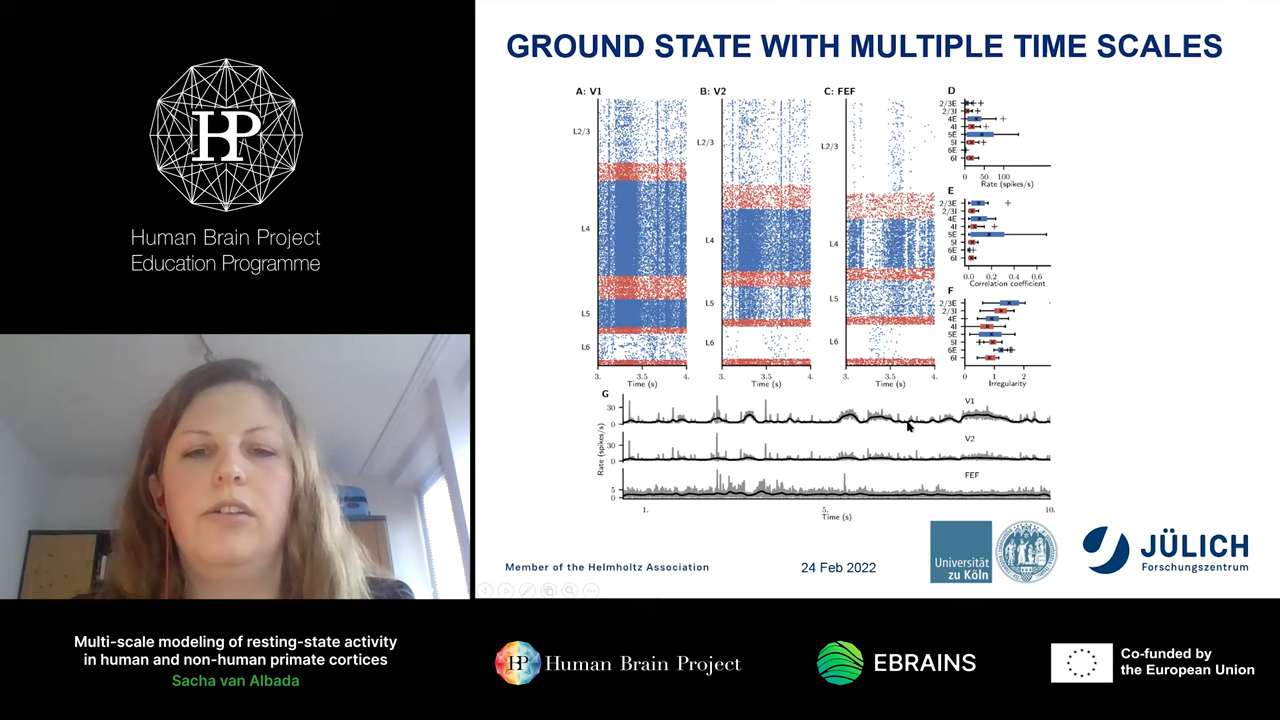 HP
Human Brain Project
Education Programme
GROUND STATE WITH MULTIPLE TIME SCALES
A: V1
B: V2
C: FEF
L2/3
L4
L5
L6
3.
3.5
4.
Time (s)
L2/3
L4
L5
L6
3.
3.5
4.
Time (s)
L2/3
L4
L5
L6
3.
3.5
4.
Time (s)
D
2/3E
2/3I
4E
4I
5E
5I
6E
6I
0
50
100
Rate (spikes/s)
E
2/3E
2/3I
4E
4I
5E
5I
6E
6I
0.0
0.2
0.4
0.6
Correlation coefficient
F
2/3E
2/3I
4E
4I
5E
5I
6E
6I
0
1
2
Irregularity
G
Rate (spikes/s)
30
0
V1
30
0
V2
5
0
FEF
1.
5.
10.
Time (s)
Member of the Helmholtz Association
24 Feb 2022
Universität
zu Köln
JÜLICH
Forschungszentrum
Multi-scale modeling of resting-state activity
in human and non-human primate cortices
Sacha van Albada
HP Human Brain Project
EBRAINS
Co-funded by
the European Union